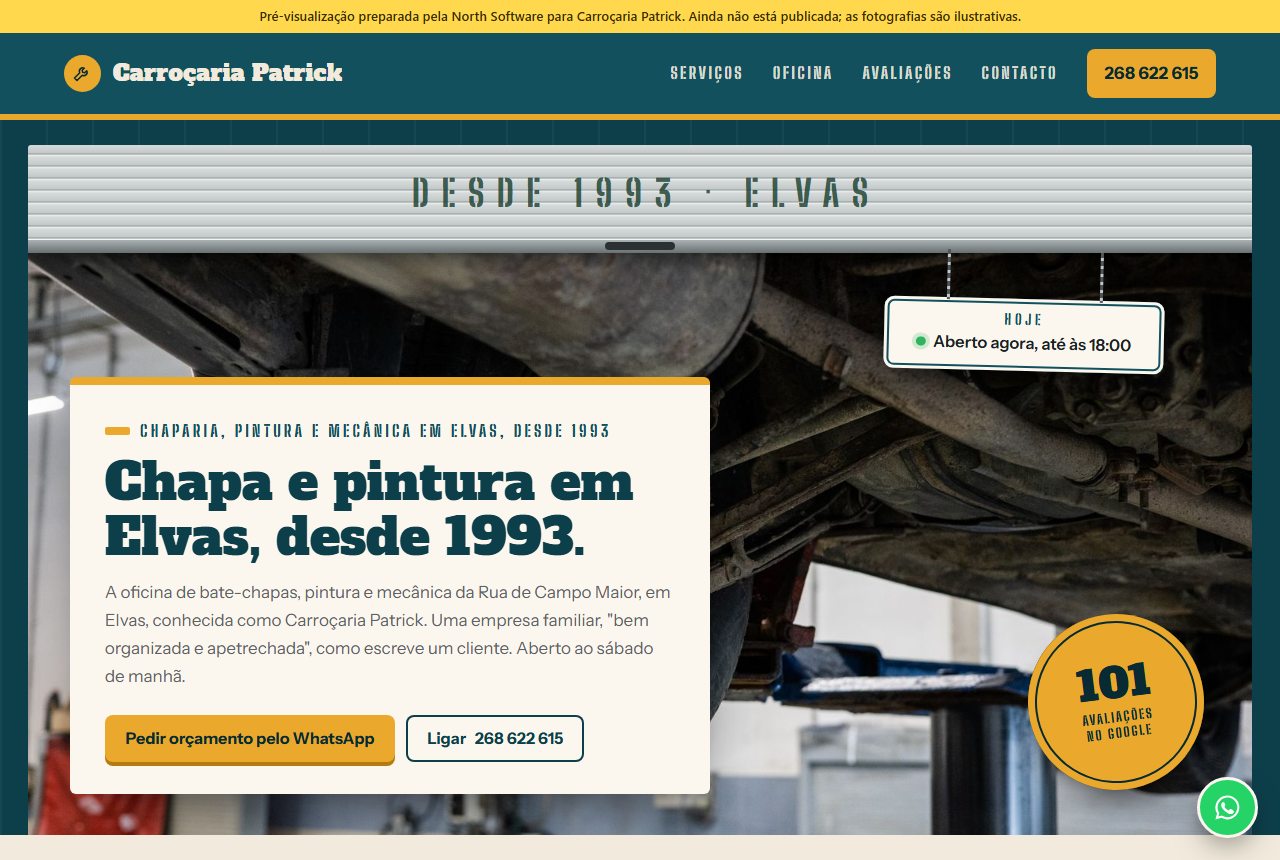 Pré-visualização preparada pela North Software para Carroçaria Patrick. Ainda não está publicada; as fotografias são ilustrativas.
Carroçaria Patrick
SERVIÇOS
OFICINA
AVALIAÇÕES
CONTACTO
268 622 615
DESDE 1993 · ELVAS
HOJE
Aberto agora, até às 18:00
CHAPARIA, PINTURA E MECÂNICA EM ELVAS, DESDE 1993
Chapa e pintura em
Elvas, desde 1993.
A oficina de bate-chapas, pintura e mecânica da Rua de Campo Maior, em
Elvas, conhecida como Carroçaria Patrick. Uma empresa familiar, "bem
organizada e apetrechada", como escreve um cliente. Aberto ao sábado
de manhã.
Pedir orçamento pelo WhatsApp
Ligar 268 622 615
101
AVALIAÇÕES
NO GOOGLE